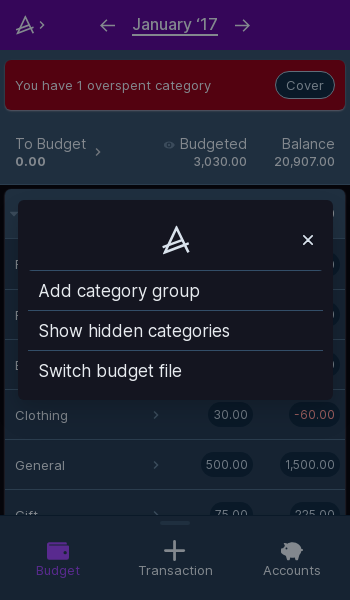 January ‘17
You have 1 overspent category
Cover
To Budget
Budgeted
Balance
0.00
3,030.00
20,907.00
Add category group
Show hidden categories
Switch budget file
Clothing
30.00
-60.00
General
500.00
1,500.00
Gift
75.00
225.00
Budget
Transaction
Accounts